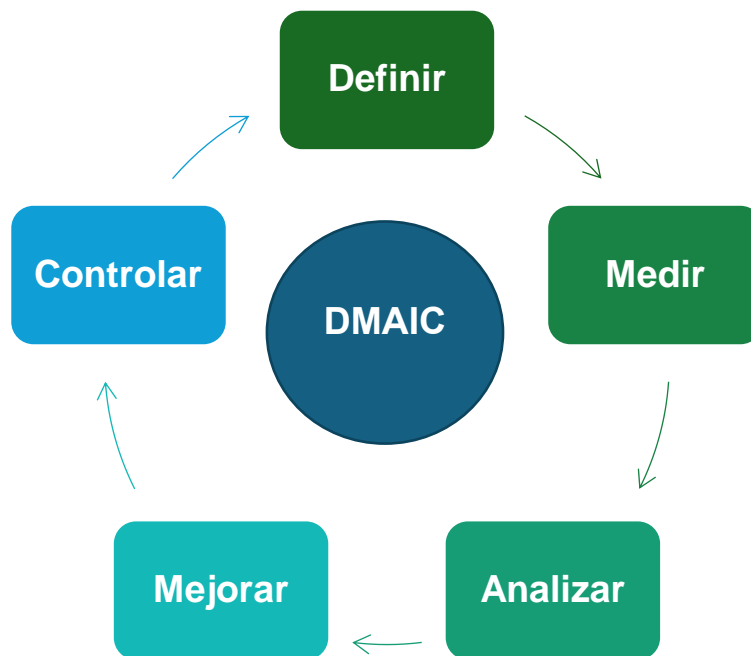 Definir
Medir
Analizar
Mejorar
Controlar
DMAIC